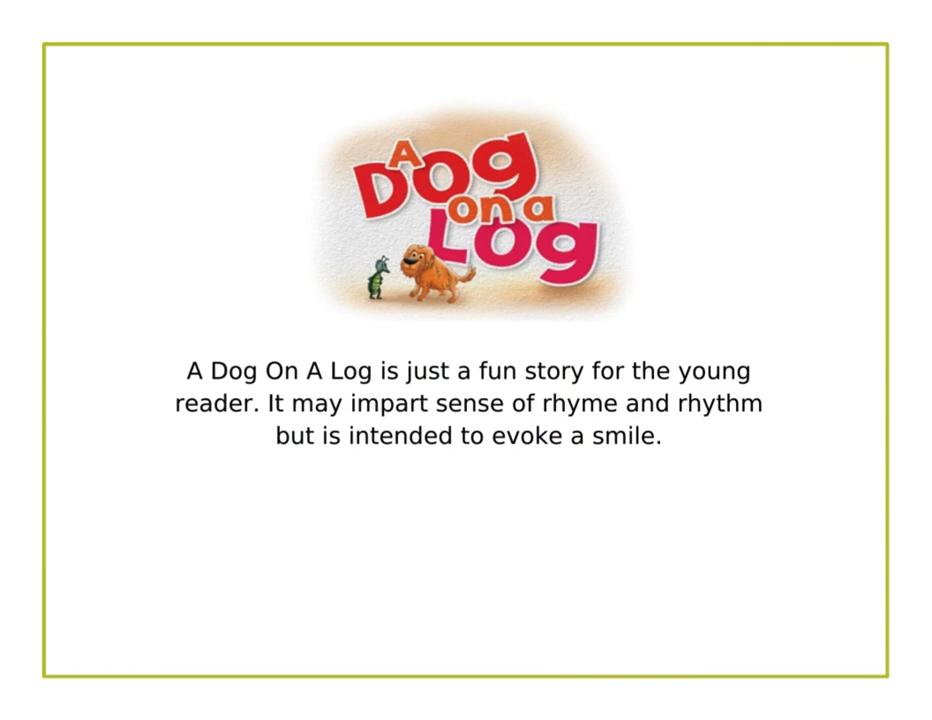 A
Dog
on a
Log
A Dog On A Log is just a fun story for the young
reader. It may impart sense of rhyme and rhythm
but is intended to evoke a smile.